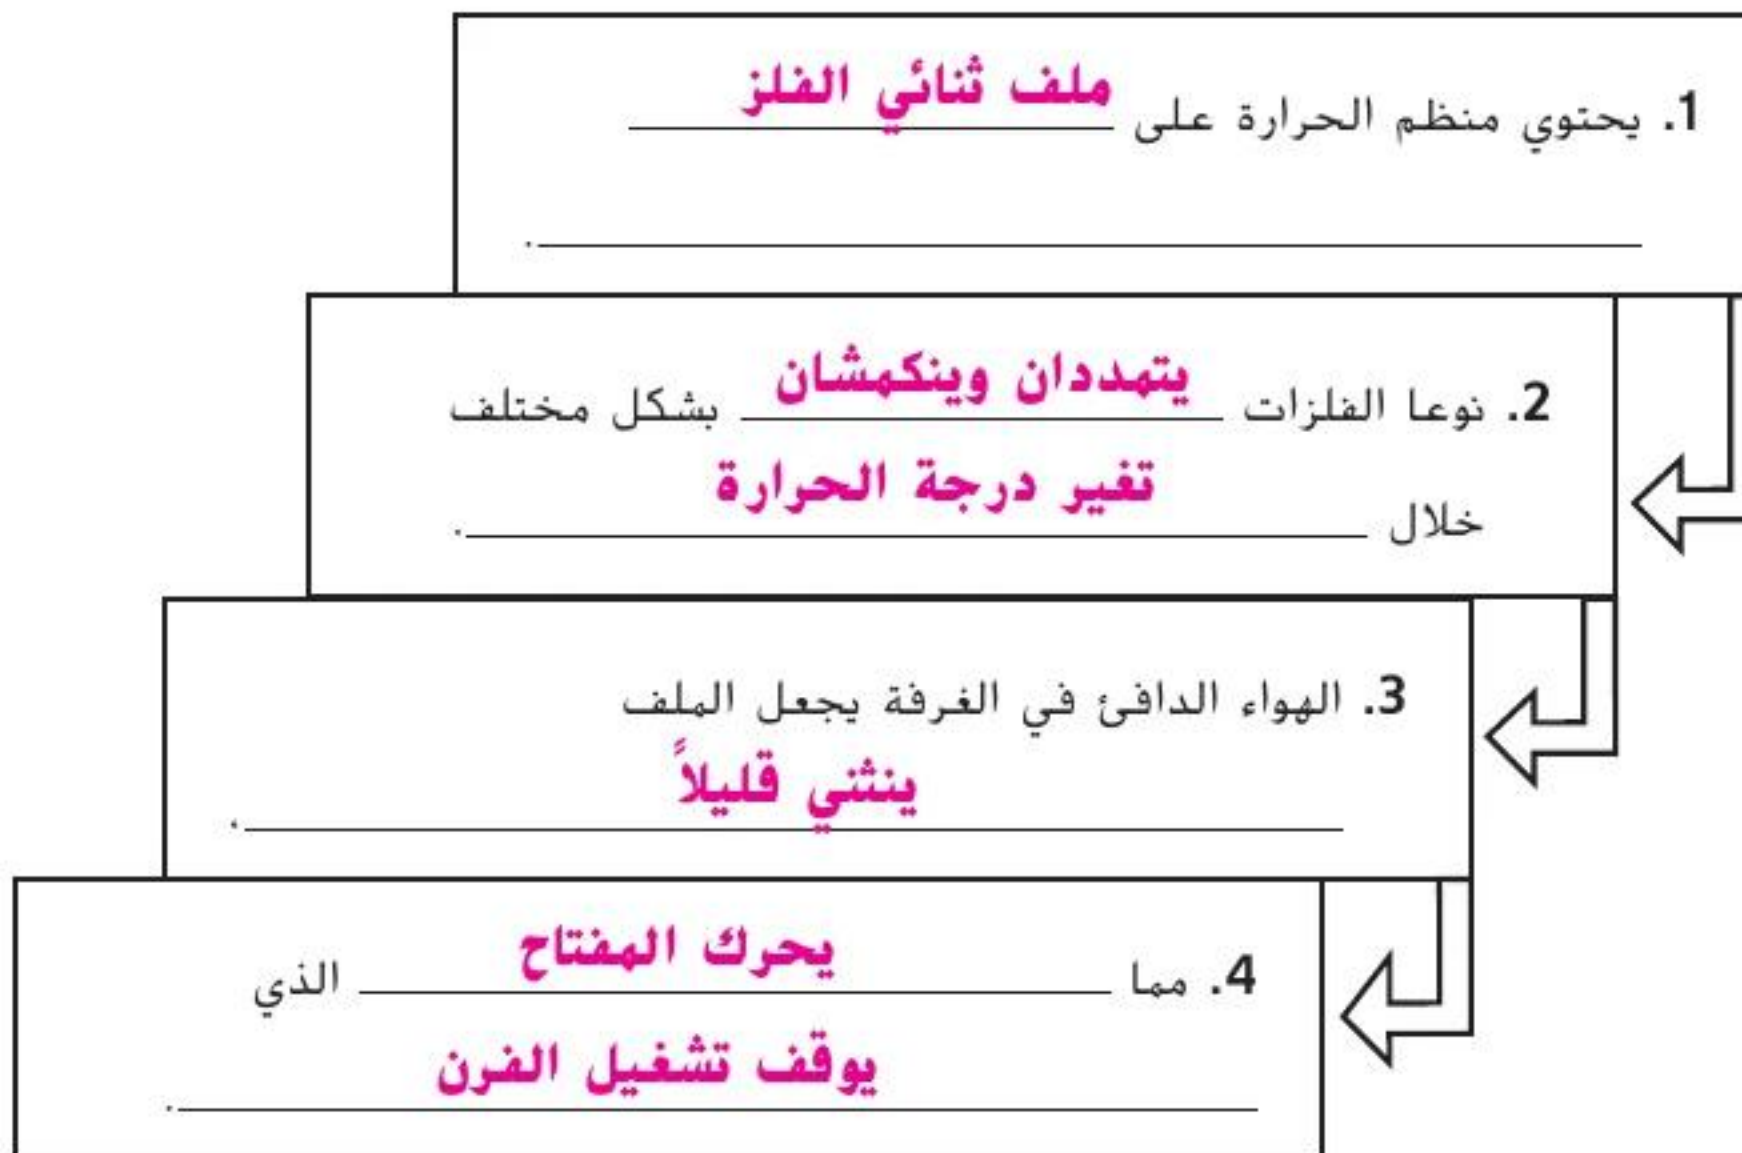 1. يحتوي منظم الحرارة على ملف ثنائي الفلز
.
2. نوعا الفلزات يتمددان وينكمشان بشكل مختلف
خلال تغير درجة الحرارة.
3. الهواء الدافئ في الغرفة يجعل الملف
ينثني قليلاً.
4. مما يحرك المفتاح الذي
يوقف تشغيل الفرن.